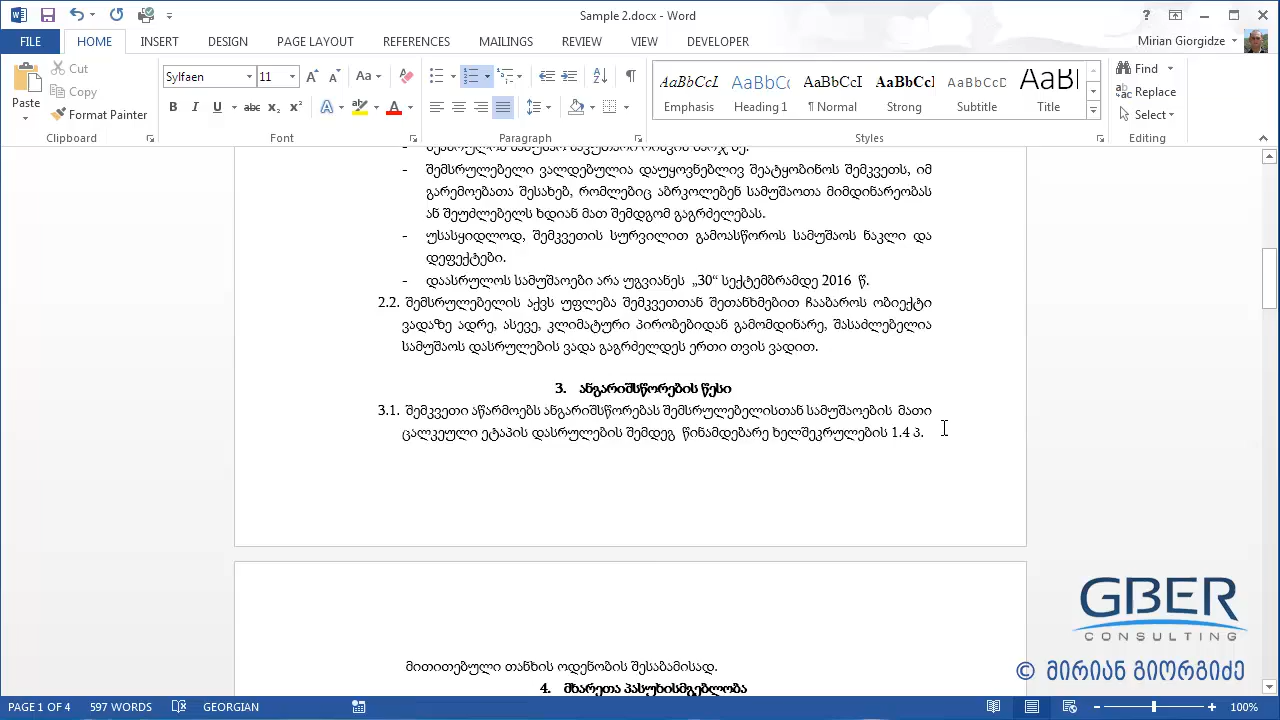 Sample 2.docx - Word
FILE HOME INSERT DESIGN PAGE LAYOUT REFERENCES MAILINGS REVIEW VIEW DEVELOPER Mirian Giorgidze
Paste
Cut
Copy
Format Painter
Sylfaen 11
AaBbCcI AaBbC AaBbCcI AaBbCcI AaBbCcD AaBI
Emphasis Heading 1 ¶ Normal Strong Subtitle Title
Find
Replace
Select
Clipboard Font Paragraph Styles Editing
- შემსრულებელი ვალდებულია დაუყოვნებლივ შეატყობინოს შემკვეთს, იმ
გარემოებათა შესახებ, რომლებიც აბრკოლებენ სამუშაოთა მიმდინარეობას
ან შეუძლებელს ხდიან მათ შემდგომ გაგრძელებას.
- უსასყიდლოდ, შემკვეთის სურვილით გამოასწოროს სამუშაოს ნაკლი და
დეფექტები.
- დაასრულოს სამუშაოები არა უგვიანეს „30“ სექტემბრამდე 2016 წ.
2.2. შემსრულებელის აქვს უფლება შემკვეთთან შეთანხმებით ჩააბაროს ობიექტი
ვადაზე ადრე, ასევე, კლიმატური პირობებიდან გამომდინარე, შასაძლებელია
სამუშაოს დასრულების ვადა გაგრძელდეს ერთი თვის ვადით.
3. ანგარიშსწორების წესი
3.1. შემკვეთი აწარმოებს ანგარიშსწორებას შემსრულებელისთან სამუშაოების მათი
ცალკეული ეტაპის დასრულების შემდეგ წინამდებარე ხელშეკრულების 1.4 პ.
მითითებული თანხის ოდენობის შესაბამისად.
4. მხარეთა პასუხისმგებლობა
GBER
CONSULTING
© მირიან გიორგიძე
PAGE 1 OF 4 597 WORDS GEORGIAN 100%